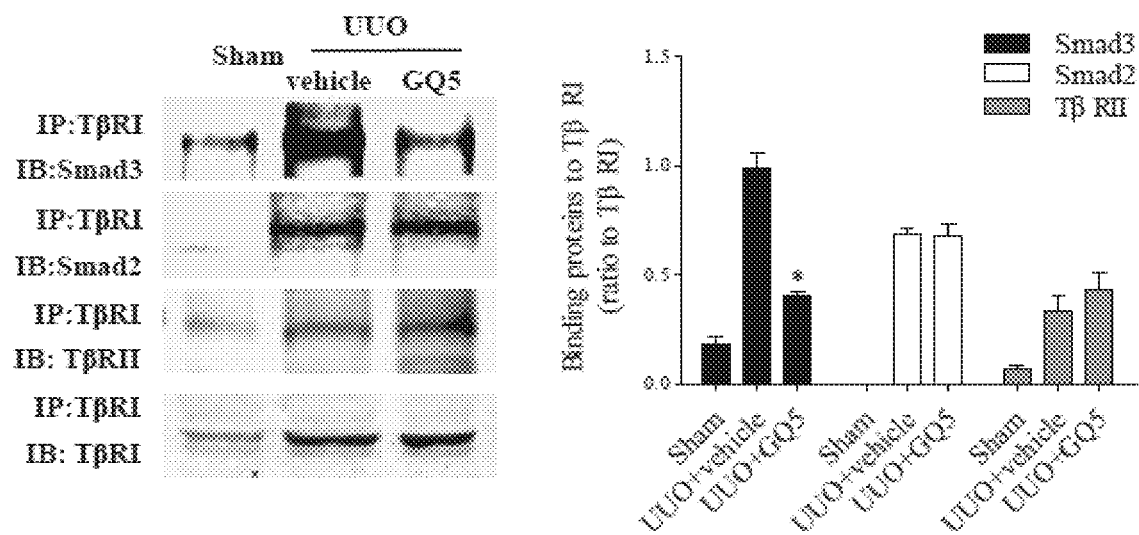 UUO
Sham
vehicle GQ5
IP:TβRI
IB:Smad3
IP:TβRI
IB:Smad2
IP:TβRI
IB: TβRII
IP:TβRI
IB: TβRI
Binding proteins to Tβ RI
(ratio to Tβ RI)
1.5
1.0
0.5
0.0
*
Smad3
Smad2
Tβ RII
Sham
UUO+vehicle
UUO+GQ5
Sham
UUO+vehicle
UUO+GQ5
Sham
UUO+vehicle
UUO+GQ5